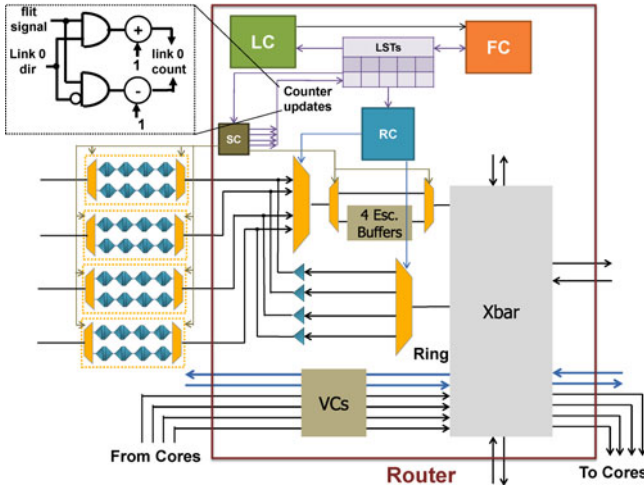 flit
signal
Link 0
dir
+
1
-
1
link 0
count
Counter
updates
LC
LSTs
FC
SC
RC
4 Esc.
Buffers
Xbar
Ring
VCs
From Cores
Router
To Cores